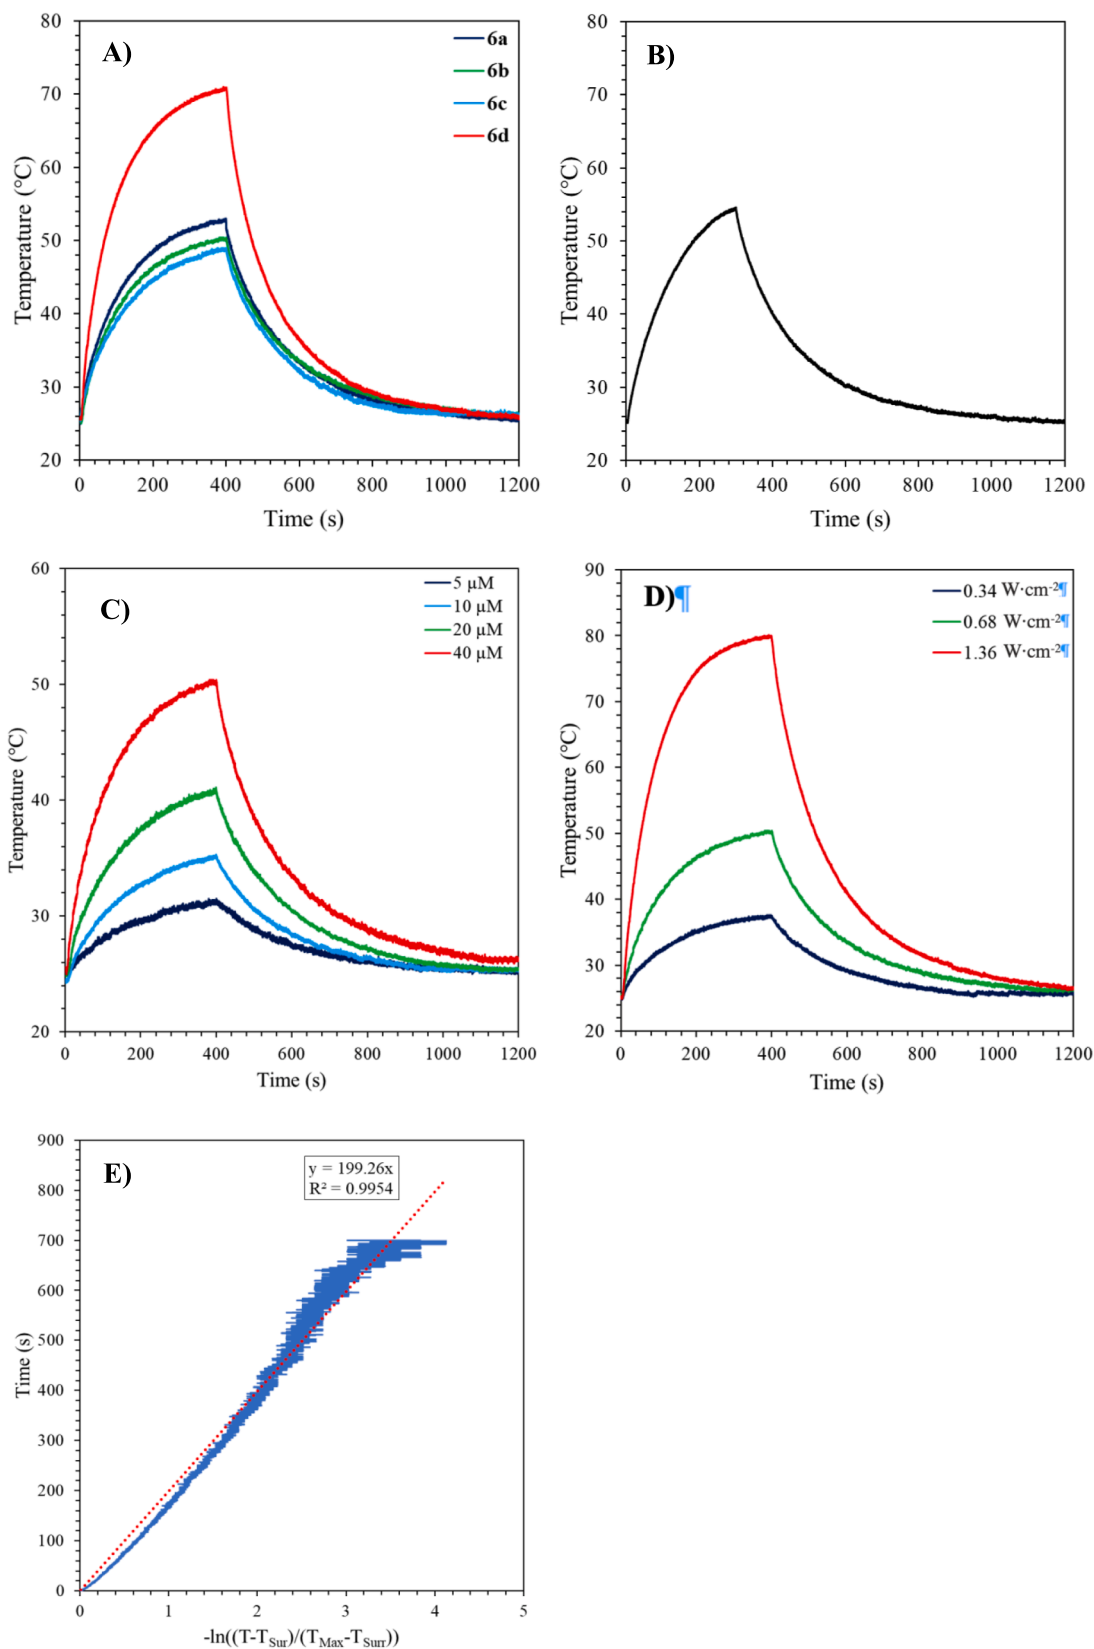 A)
6a
6b
6c
6d
80
70
60
50
40
30
20
0 200 400 600 800 1000 1200
Temperature (°C)
Time (s)
B)
80
70
60
50
40
30
20
0 200 400 600 800 1000 1200
Temperature (°C)
Time (s)
C)
5 µM
10 µM
20 µM
40 µM
60
50
40
30
20
0 200 400 600 800 1000 1200
Temperature (°C)
Time (s)
D)¶
0.34 W·cm⁻²¶
0.68 W·cm⁻²¶
1.36 W·cm⁻²¶
90
80
70
60
50
40
30
20
0 200 400 600 800 1000 1200
Temperature (°C)
Time (s)
E)
y = 199.26x
R² = 0.9954
900
800
700
600
500
400
300
200
100
0
0 1 2 3 4 5
Time (s)
-ln((T-TSur)/(TMax-TSurr))